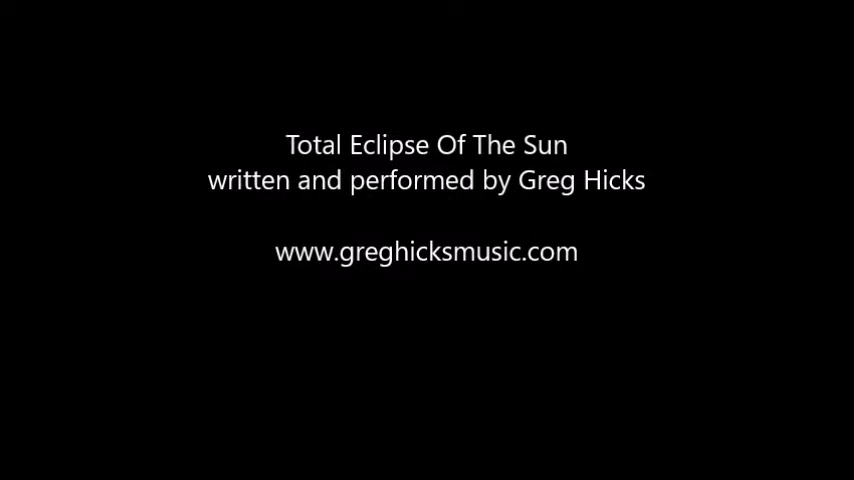 Total Eclipse Of The Sun
written and performed by Greg Hicks
www.greghicksmusic.com